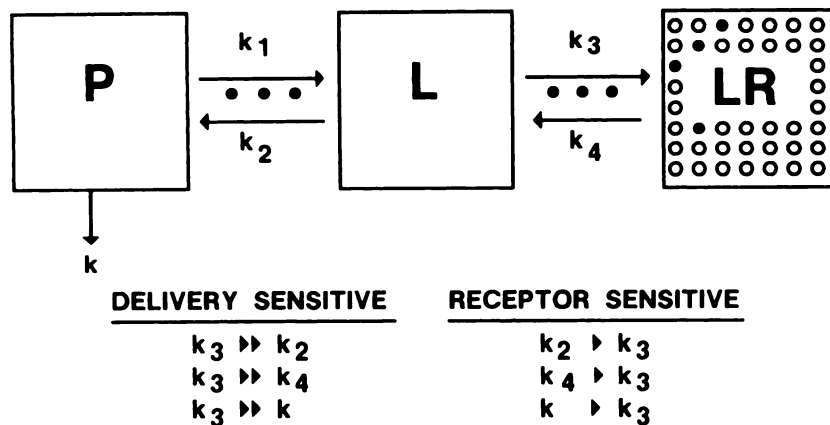 k1
k3
P
L
LR
k2
k4
k
DELIVERY SENSITIVE
RECEPTOR SENSITIVE
k3 >> k2
k2 > k3
k3 >> k4
k4 > k3
k3 >> k
k > k3